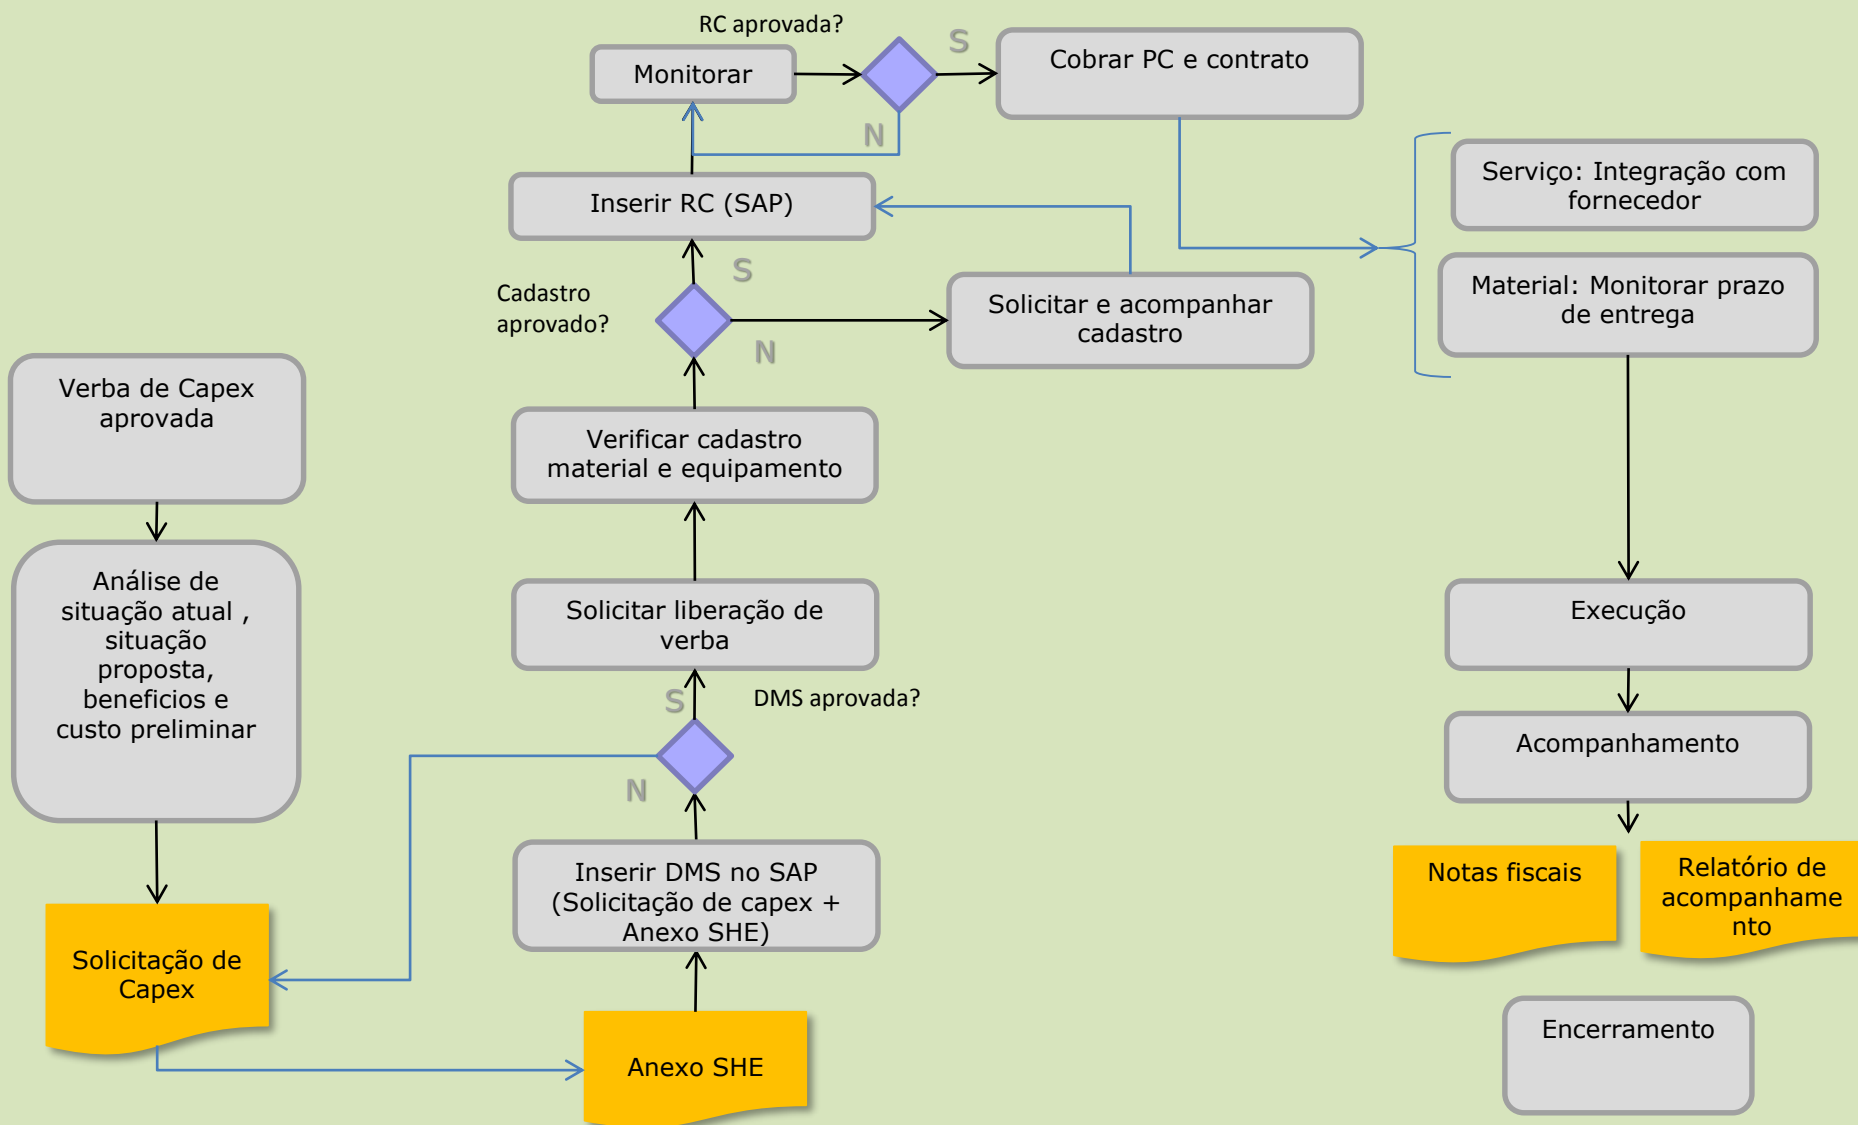 Verba de Capex
aprovada
Análise de
situação atual ,
situação
proposta,
beneficios e
custo preliminar
Solicitação de
Capex
Anexo SHE
Inserir DMS no SAP
(Solicitação de capex +
Anexo SHE)
N
DMS aprovada?
S
Solicitar liberação de
verba
Verificar cadastro
material e equipamento
Cadastro
aprovado?
N
S
Solicitar e acompanhar
cadastro
Inserir RC (SAP)
Monitorar
RC aprovada?
N
S
Cobrar PC e contrato
Serviço: Integração com
fornecedor
Material: Monitorar prazo
de entrega
Execução
Acompanhamento
Notas fiscais
Relatório de
acompanhame
nto
Encerramento